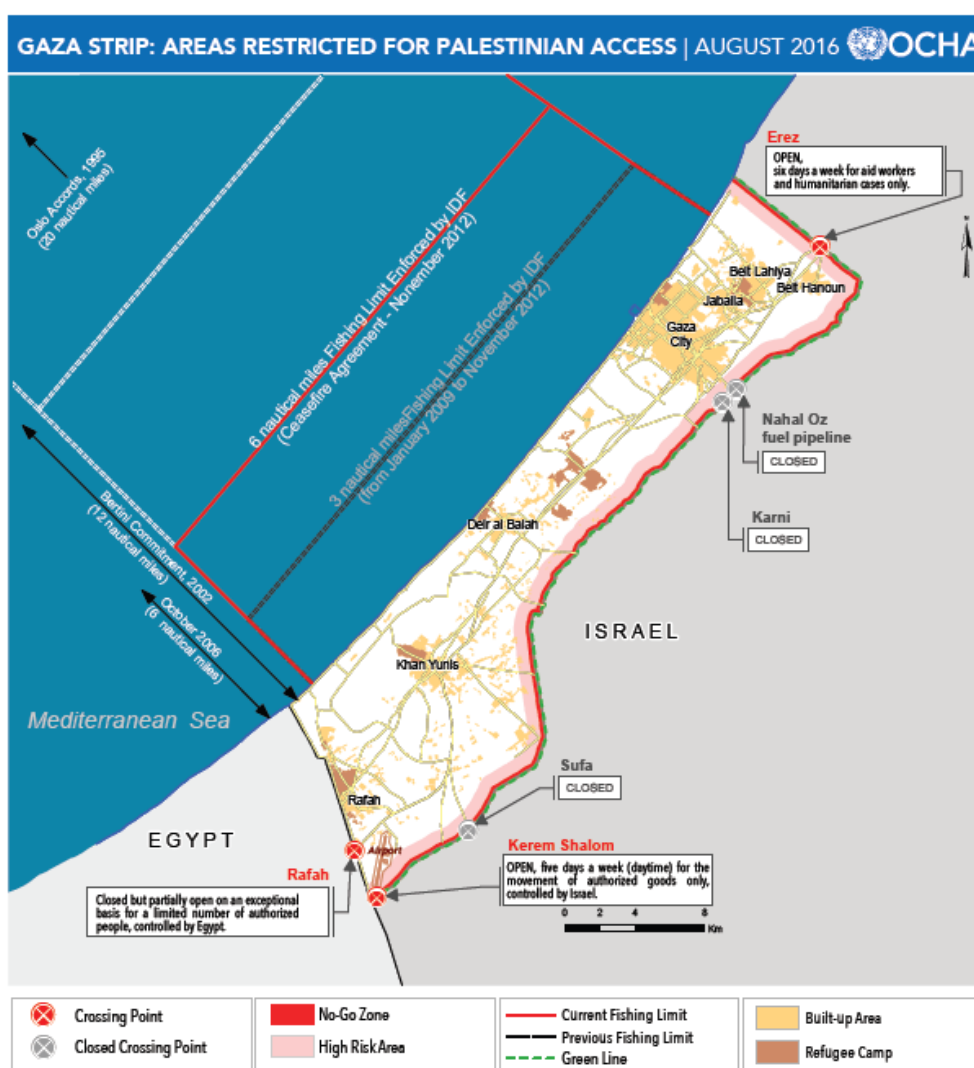 GAZA STRIP: AREAS RESTRICTED FOR PALESTINIAN ACCESS | AUGUST 2016 OCHA
Oslo Accords, 1995
(20 nautical miles)
6 nautical miles Fishing Limit Enforced by IDF
(Ceasefire Agreement - November 2012)
3 nautical milesFishing Limit Enforced by IDF
(from January 2009 to November 2012)
Bertini Commitment, 2002
(12 nautical miles)
October 2006
(6 nautical miles)
Mediterranean Sea
Erez
OPEN,
six days a week for aid workers
and humanitarian cases only.
Beit Lahiya
Beit Hanoun
Jabalia
Gaza
City
Nahal Oz
fuel pipeline
CLOSED
Karni
CLOSED
Deir al Balah
ISRAEL
Khan Yunis
Sufa
CLOSED
Rafah
EGYPT
Airport
Rafah
Closed but partially open on an exceptional
basis for a limited number of authorized
people, controlled by Egypt.
Kerem Shalom
OPEN, five days a week (daytime) for the
movement of authorized goods only,
controlled by Israel.
0 2 4 8
Km
Crossing Point
Closed Crossing Point
No-Go Zone
High Risk Area
Current Fishing Limit
Previous Fishing Limit
Green Line
Built-up Area
Refugee Camp